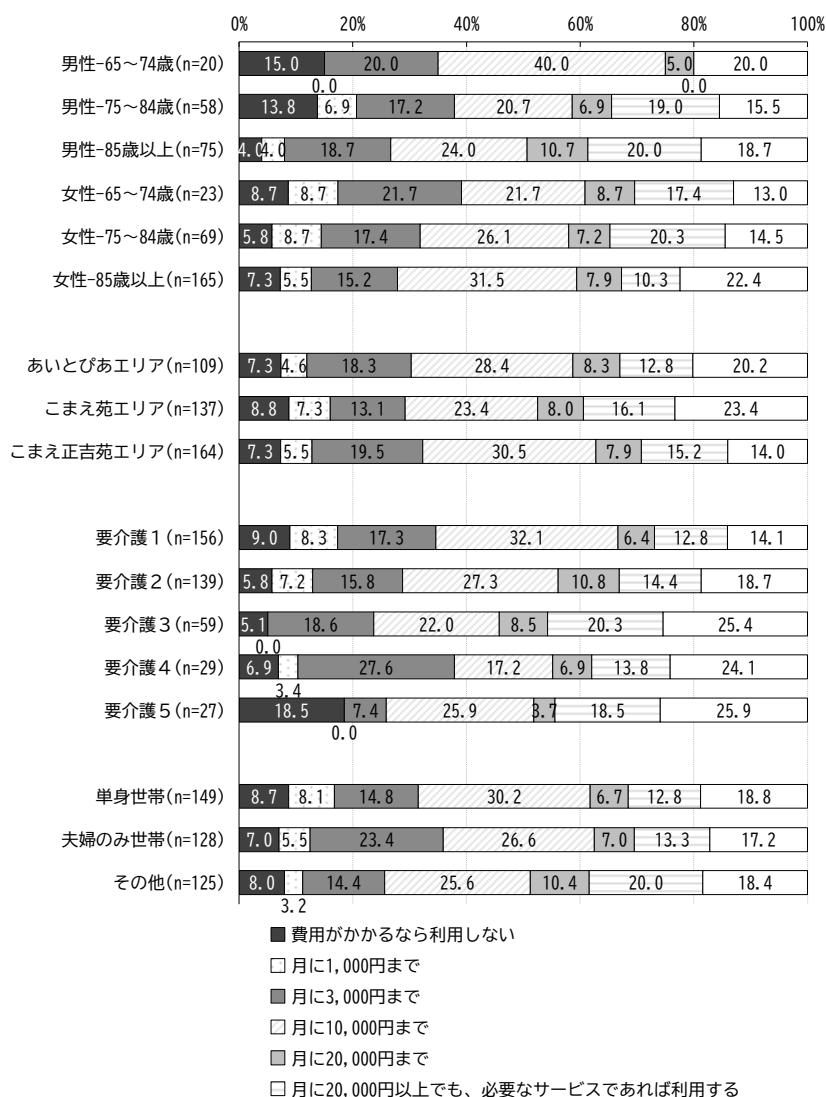 0% 20% 40% 60% 80% 100%
男性-65～74歳(n=20) 15.0 0.0 20.0 40.0 5.0 0.0 20.0
男性-75～84歳(n=58) 13.8 6.9 17.2 20.7 6.9 19.0 15.5
男性-85歳以上(n=75) 4.0 4.0 18.7 24.0 10.7 20.0 18.7
女性-65～74歳(n=23) 8.7 8.7 21.7 21.7 8.7 17.4 13.0
女性-75～84歳(n=69) 5.8 8.7 17.4 26.1 7.2 20.3 14.5
女性-85歳以上(n=165) 7.3 5.5 15.2 31.5 7.9 10.3 22.4
あいとぴあエリア(n=109) 7.3 4.6 18.3 28.4 8.3 12.8 20.2
こまえ苑エリア(n=137) 8.8 7.3 13.1 23.4 8.0 16.1 23.4
こまえ正吉苑エリア(n=164) 7.3 5.5 19.5 30.5 7.9 15.2 14.0
要介護１(n=156) 9.0 8.3 17.3 32.1 6.4 12.8 14.1
要介護２(n=139) 5.8 7.2 15.8 27.3 10.8 14.4 18.7
要介護３(n=59) 5.1 0.0 18.6 22.0 8.5 20.3 25.4
要介護４(n=29) 6.9 3.4 27.6 17.2 6.9 13.8 24.1
要介護５(n=27) 18.5 0.0 7.4 25.9 3.7 18.5 25.9
単身世帯(n=149) 8.7 8.1 14.8 30.2 6.7 12.8 18.8
夫婦のみ世帯(n=128) 7.0 5.5 23.4 26.6 7.0 13.3 17.2
その他(n=125) 8.0 3.2 14.4 25.6 10.4 20.0 18.4
費用がかかるなら利用しない
月に1,000円まで
月に3,000円まで
月に10,000円まで
月に20,000円まで
月に20,000円以上でも、必要なサービスであれば利用する